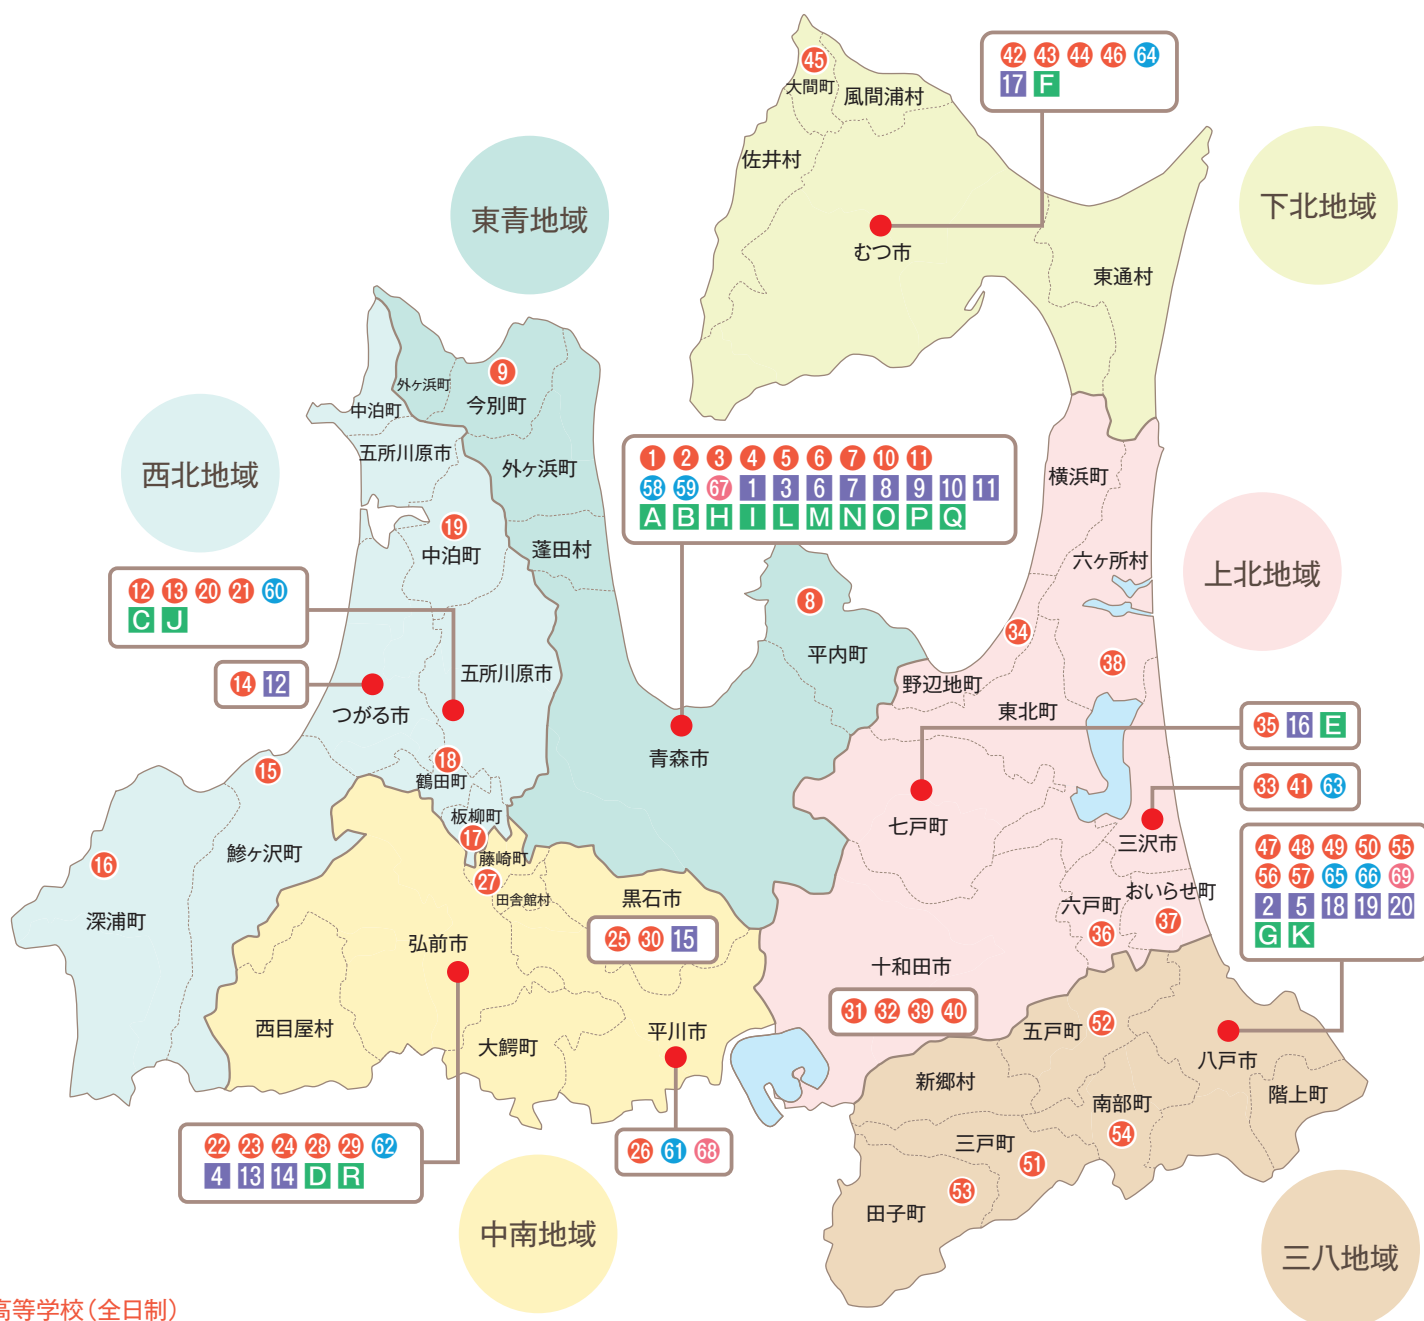 45
大間町
風間浦村
佐井村
むつ市
東通村
42 43 44 46 64
17 F
下北地域
東青地域
9
外ヶ浜町
今別町
外ヶ浜町
蓬田村
8
平内町
青森市
1 2 3 4 5 6 7 10 11
58 59 67 1 3 6 7 8 9 10 11
A B H I L M N O P Q
西北地域
中泊町
五所川原市
19
中泊町
12 13 20 21 60
C J
14 12
五所川原市
つがる市
18
鶴田町
板柳町
17
15
鰺ヶ沢町
16
深浦町
上北地域
横浜町
六ヶ所村
34
38
野辺地町
東北町
35 16 E
七戸町
33 41 63
三沢市
おいらせ町
37
六戸町
36
十和田市
31 32 39 40
47 48 49 50 55
56 57 65 66 69
2 5 18 19 20
G K
藤崎町
27
田舎館村
黒石市
25 30 15
弘前市
西目屋村
大鰐町
平川市
22 23 24 28 29 62
4 13 14 D R
26 61 68
中南地域
五戸町
52
八戸市
新郷村
南部町
54
階上町
三戸町
51
53
田子町
三八地域
高等学校(全日制)